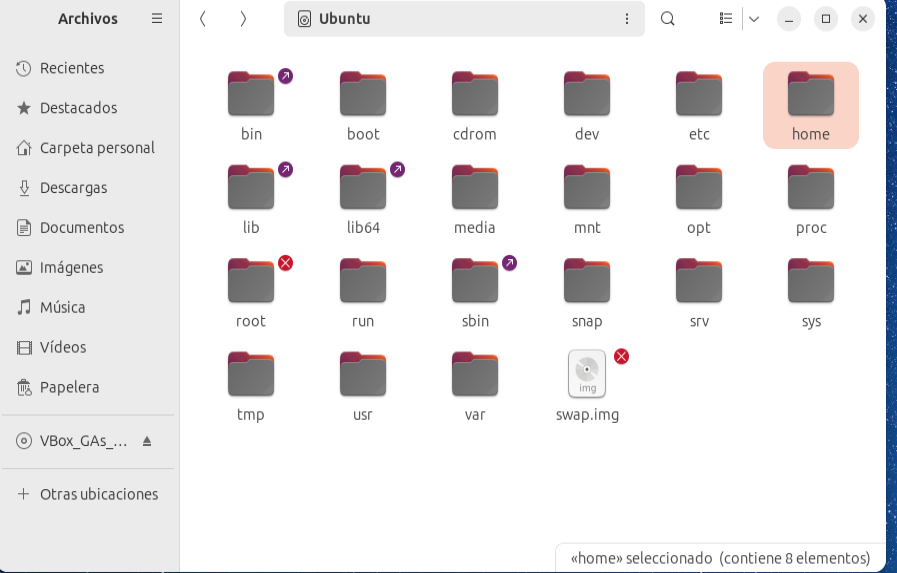 Archivos
Ubuntu
Recientes
Destacados
Carpeta personal
Descargas
Documentos
Imágenes
Música
Vídeos
Papelera
VBox_GAs_...
Otras ubicaciones
bin boot cdrom dev etc home
lib lib64 media mnt opt proc
root run sbin snap srv sys
img
tmp usr var swap.img
«home» seleccionado (contiene 8 elementos)